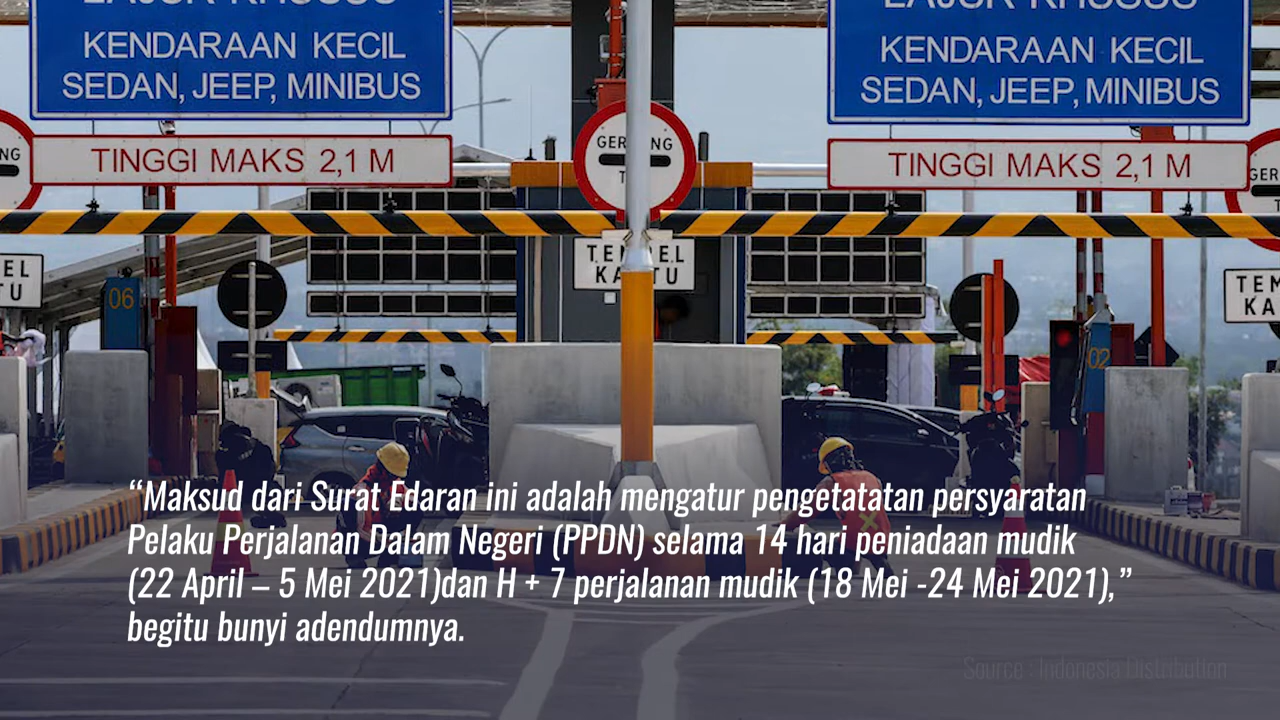 LAJUR KHUSUS
KENDARAAN KECIL
SEDAN, JEEP, MINIBUS
TINGGI MAKS 2,1 M
LAJUR KHUSUS
KENDARAAN KECIL
SEDAN, JEEP, MINIBUS
TINGGI MAKS 2,1 M
06
02
“Maksud dari Surat Edaran ini adalah mengatur pengetatatan persyaratan
Pelaku Perjalanan Dalam Negeri (PPDN) selama 14 hari peniadaan mudik
(22 April – 5 Mei 2021)dan H + 7 perjalanan mudik (18 Mei -24 Mei 2021),”
begitu bunyi adendumnya.
Source : Indonesia Distribution